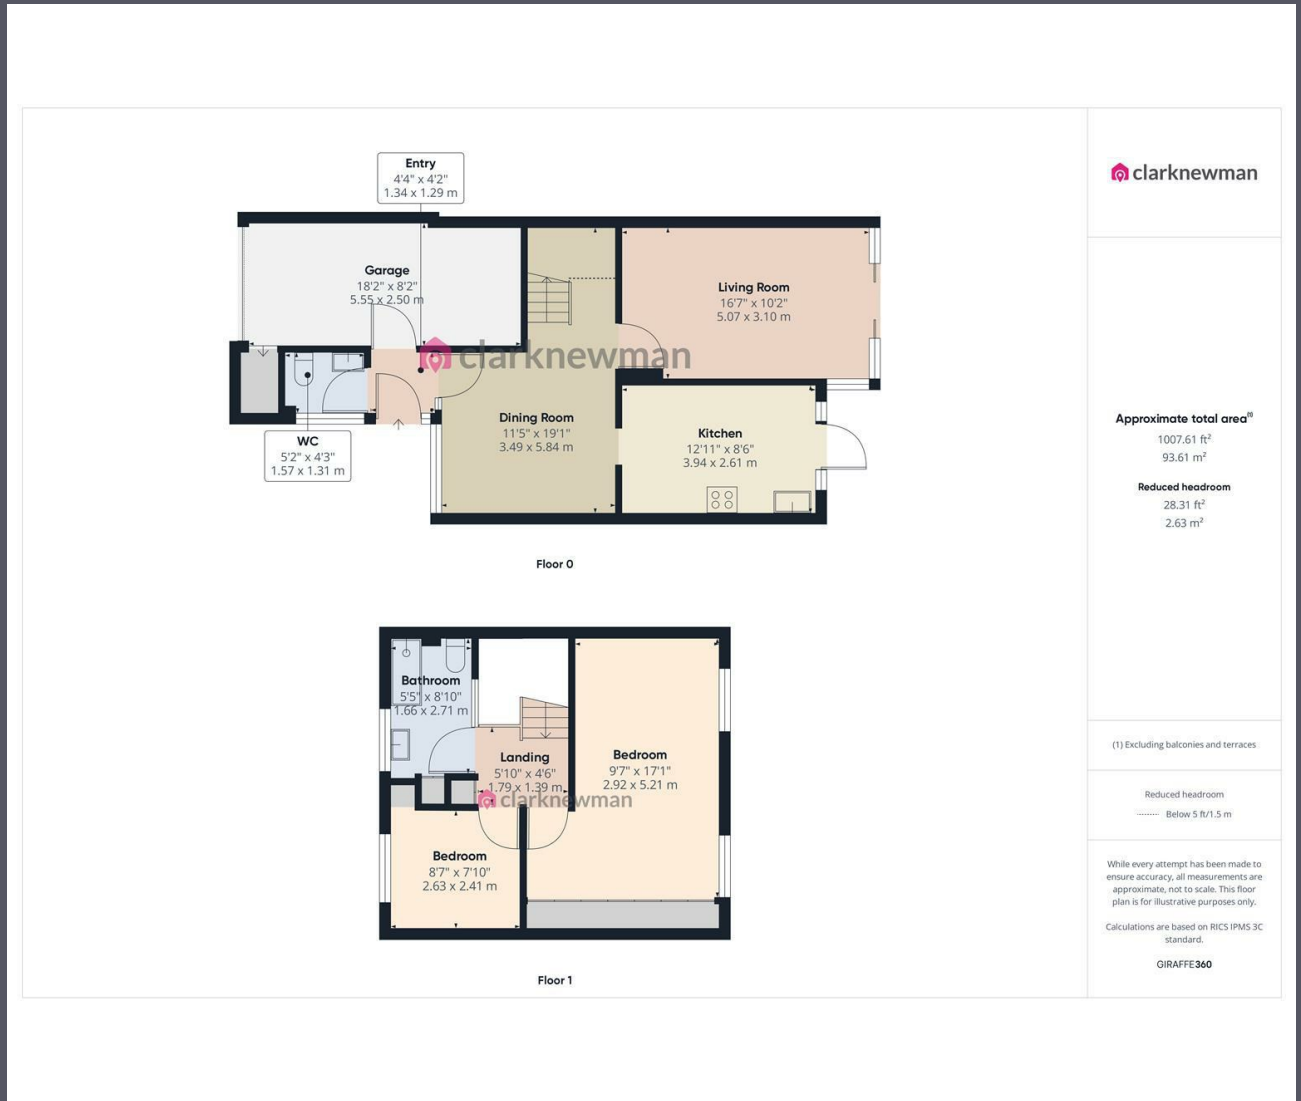 Entry
4'4" x 4'2"
1.34 x 1.29 m
Garage
18'2" x 8'2"
5.55 x 2.50 m
Living Room
16'7" x 10'2"
5.07 x 3.10 m
clarknewman
Dining Room
11'5" x 19'1"
3.49 x 5.84 m
Kitchen
12'11" x 8'6"
3.94 x 2.61 m
WC
5'2" x 4'3"
1.57 x 1.31 m
Floor 0
Bathroom
5'5" x 8'10"
1.66 x 2.71 m
Landing
5'10" x 4'6"
1.79 x 1.39 m
Bedroom
9'7" x 17'1"
2.92 x 5.21 m
clarknewman
Bedroom
8'7" x 7'10"
2.63 x 2.41 m
Floor 1
clarknewman
Approximate total area⁽¹⁾
1007.61 ft²
93.61 m²
Reduced headroom
28.31 ft²
2.63 m²
(1) Excluding balconies and terraces
Reduced headroom
Below 5 ft/1.5 m
While every attempt has been made to
ensure accuracy, all measurements are
approximate, not to scale. This floor
plan is for illustrative purposes only.
Calculations are based on RICS IPMS 3C
standard.
GIRAFFE360